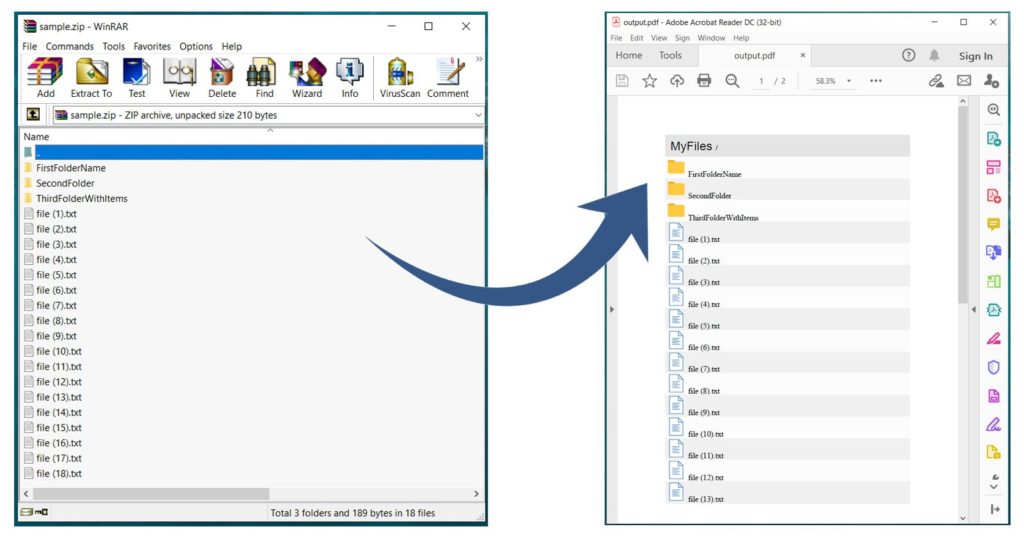 sample.zip - WinRAR
File Commands Tools Favorites Options Help
Add Extract To Test View Delete Find Wizard Info VirusScan Comment »
sample.zip - ZIP archive, unpacked size 210 bytes
Name
..
FirstFolderName
SecondFolder
ThirdFolderWithItems
file (1).txt
file (2).txt
file (3).txt
file (4).txt
file (5).txt
file (6).txt
file (7).txt
file (8).txt
file (9).txt
file (10).txt
file (11).txt
file (12).txt
file (13).txt
file (14).txt
file (15).txt
file (16).txt
file (17).txt
file (18).txt
Total 3 folders and 189 bytes in 18 files
output.pdf - Adobe Acrobat Reader DC (32-bit)
File Edit View Sign Window Help
Home Tools output.pdf × Sign In
1 / 2 58.3%
MyFiles /
FirstFolderName
SecondFolder
ThirdFolderWithItems
file (1).txt
file (2).txt
file (3).txt
file (4).txt
file (5).txt
file (6).txt
file (7).txt
file (8).txt
file (9).txt
file (10).txt
file (11).txt
file (12).txt
file (13).txt